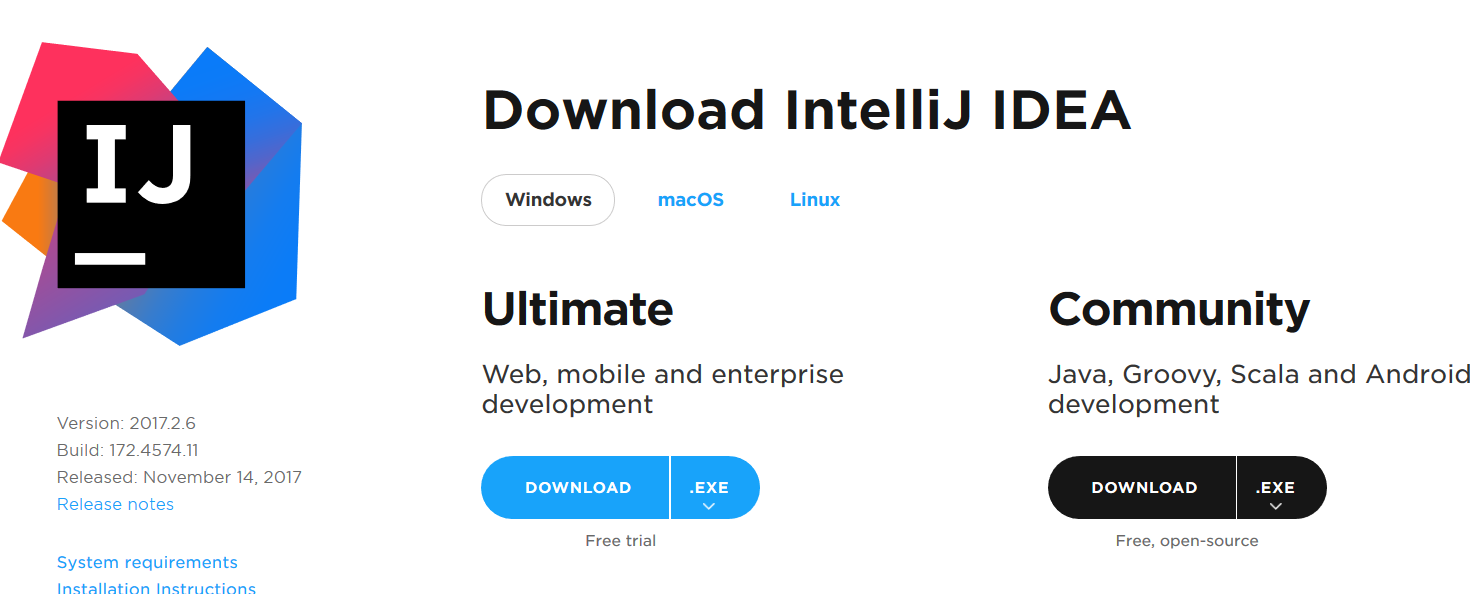 IJ
Download IntelliJ IDEA
Windows macOS Linux
Ultimate
Web, mobile and enterprise
development
DOWNLOAD .EXE
Free trial
Community
Java, Groovy, Scala and Android
development
DOWNLOAD .EXE
Free, open-source
Version: 2017.2.6
Build: 172.4574.11
Released: November 14, 2017
Release notes
System requirements
Installation Instructions